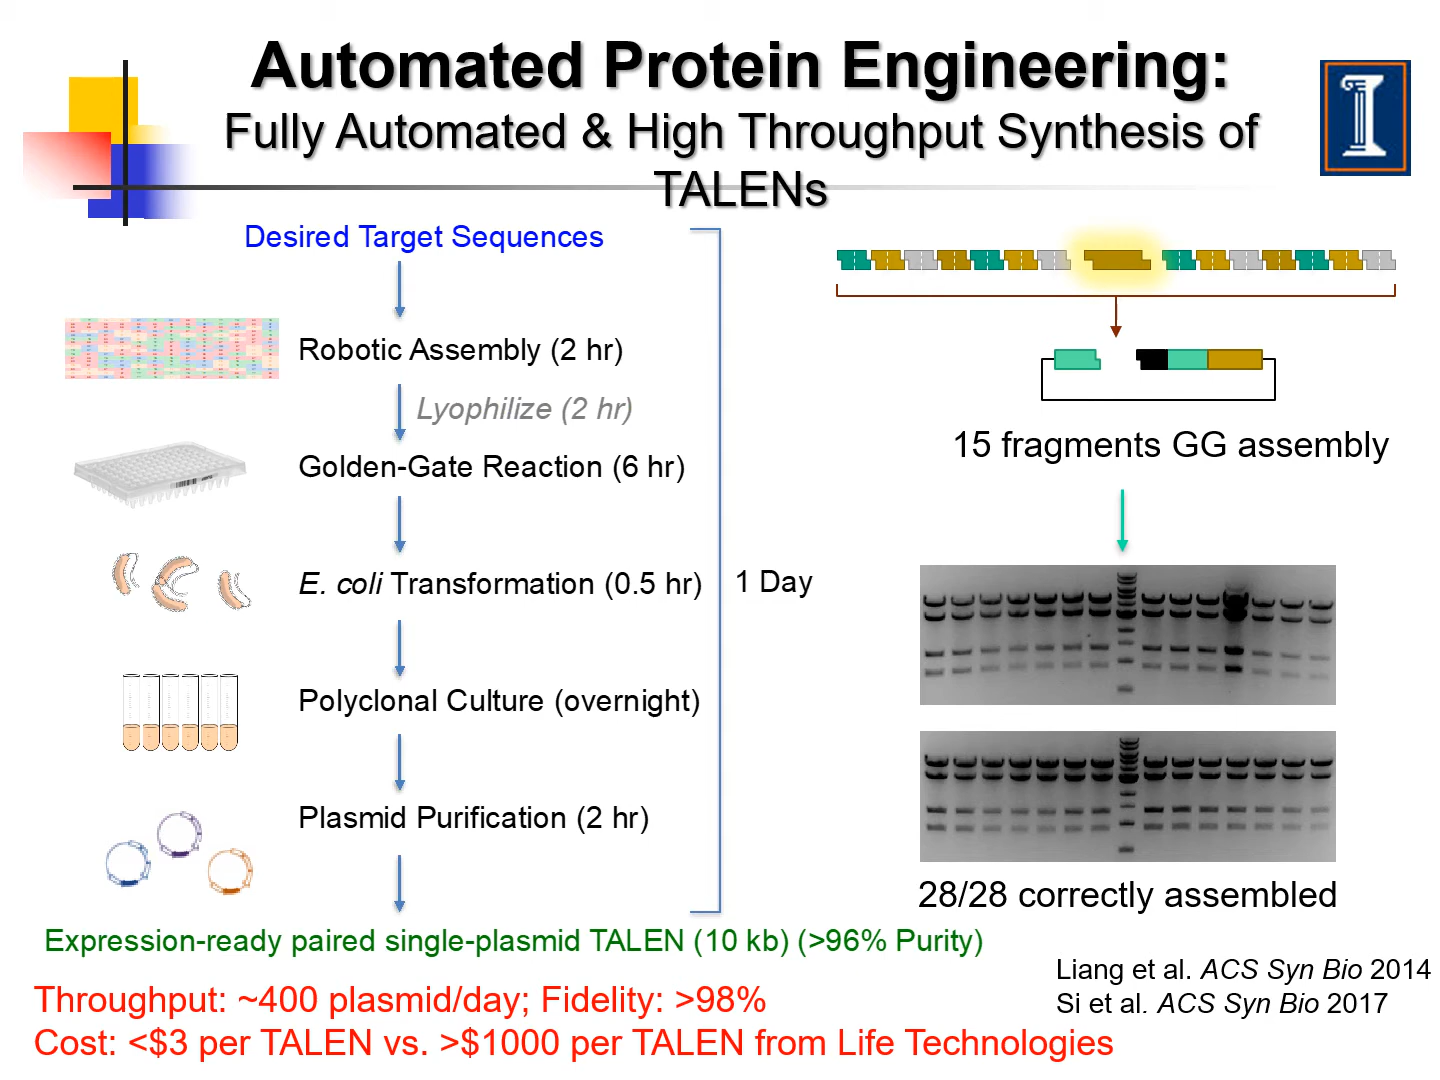 Automated Protein Engineering:
Fully Automated & High Throughput Synthesis of
TALENs
Desired Target Sequences
Robotic Assembly (2 hr)
Lyophilize (2 hr)
Golden-Gate Reaction (6 hr)
E. coli Transformation (0.5 hr)
1 Day
Polyclonal Culture (overnight)
Plasmid Purification (2 hr)
Expression-ready paired single-plasmid TALEN (10 kb) (>96% Purity)
15 fragments GG assembly
28/28 correctly assembled
Liang et al. ACS Syn Bio 2014
Si et al. ACS Syn Bio 2017
Throughput: ~400 plasmid/day; Fidelity: >98%
Cost: <$3 per TALEN vs. >$1000 per TALEN from Life Technologies